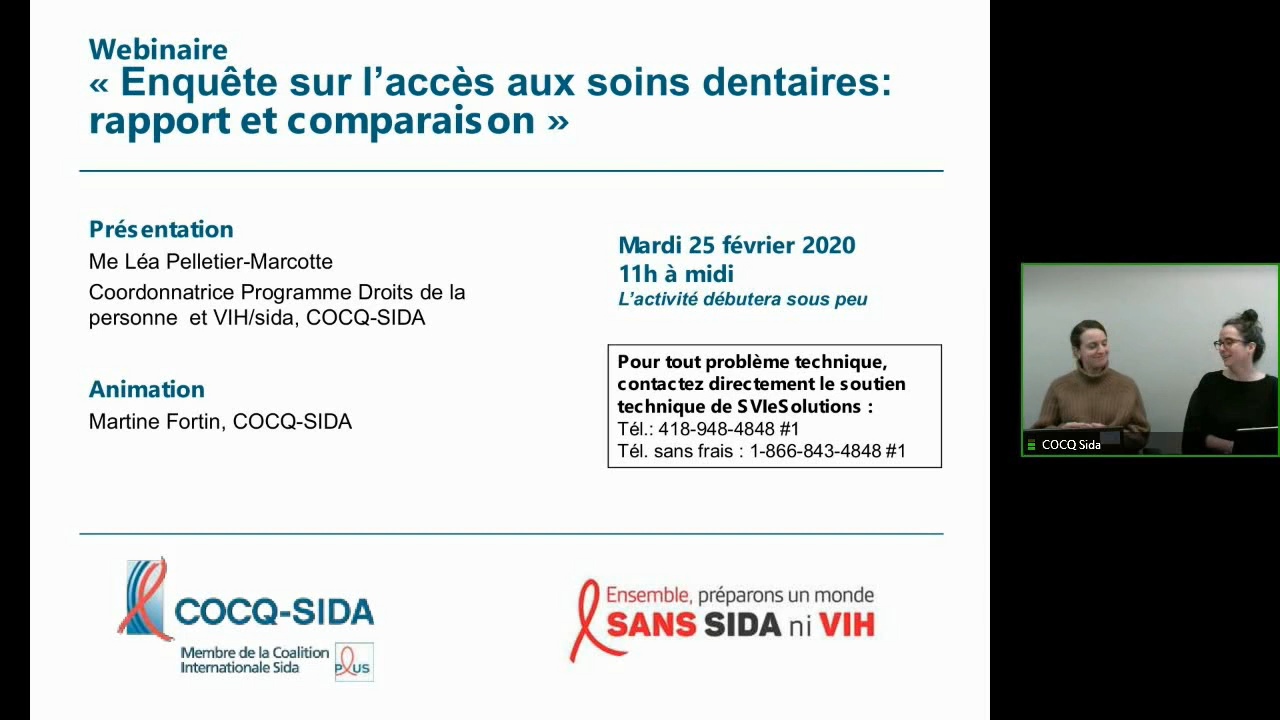 Webinaire
« Enquête sur l’accès aux soins dentaires:
rapport et comparaison »
Présentation
Me Léa Pelletier-Marcotte
Coordonnatrice Programme Droits de la
personne et VIH/sida, COCQ-SIDA
Animation
Martine Fortin, COCQ-SIDA
Mardi 25 février 2020
11h à midi
L’activité débutera sous peu
Pour tout problème technique,
contactez directement le soutien
technique de SVIeSolutions :
Tél.: 418-948-4848 #1
Tél. sans frais : 1-866-843-4848 #1
COCQ Sida
COCQ-SIDA
Membre de la Coalition
Internationale Sida
PLUS
Ensemble, préparons un monde
SANS SIDA ni VIH